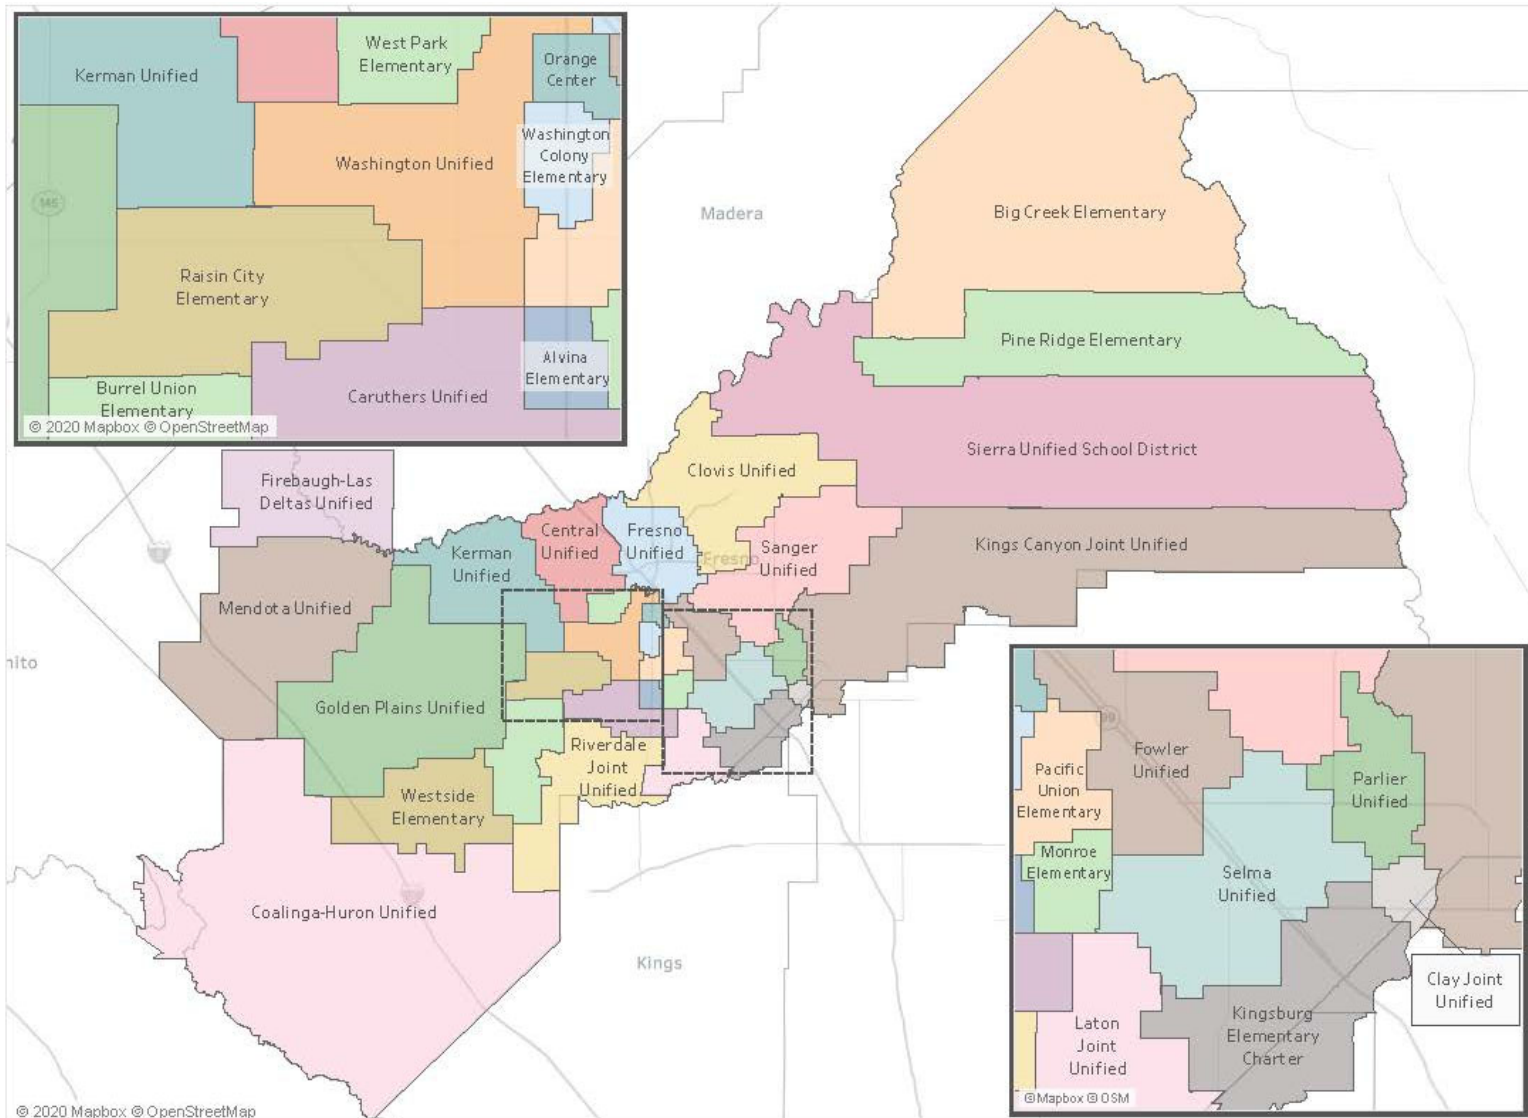 Kerman Unified
West Park
Elementary
Orange
Center
Washington Unified
Washington
Colony
Elementary
145
Raisin City
Elementary
Alvina
Elementary
Burrel Union
Elementary
Caruthers Unified
© 2020 Mapbox © OpenStreetMap
Madera
Big Creek Elementary
Pine Ridge Elementary
Sierra Unified School District
Clovis Unified
Firebaugh-Las
Deltas Unified
Kerman
Unified
Central
Unified
Fresno
Unified
Fresno
Sanger
Unified
Kings Canyon Joint Unified
Mendota Unified
nito
Golden Plains Unified
Riverdale
Joint
Unified
Westside
Elementary
Coalinga-Huron Unified
Kings
99
Fowler
Unified
Pacific
Union
Elementary
Parlier
Unified
Monroe
Elementary
Selma
Unified
Clay Joint
Unified
Laton
Joint
Unified
Kingsburg
Elementary
Charter
© Mapbox © OSM
© 2020 Mapbox © OpenStreetMap